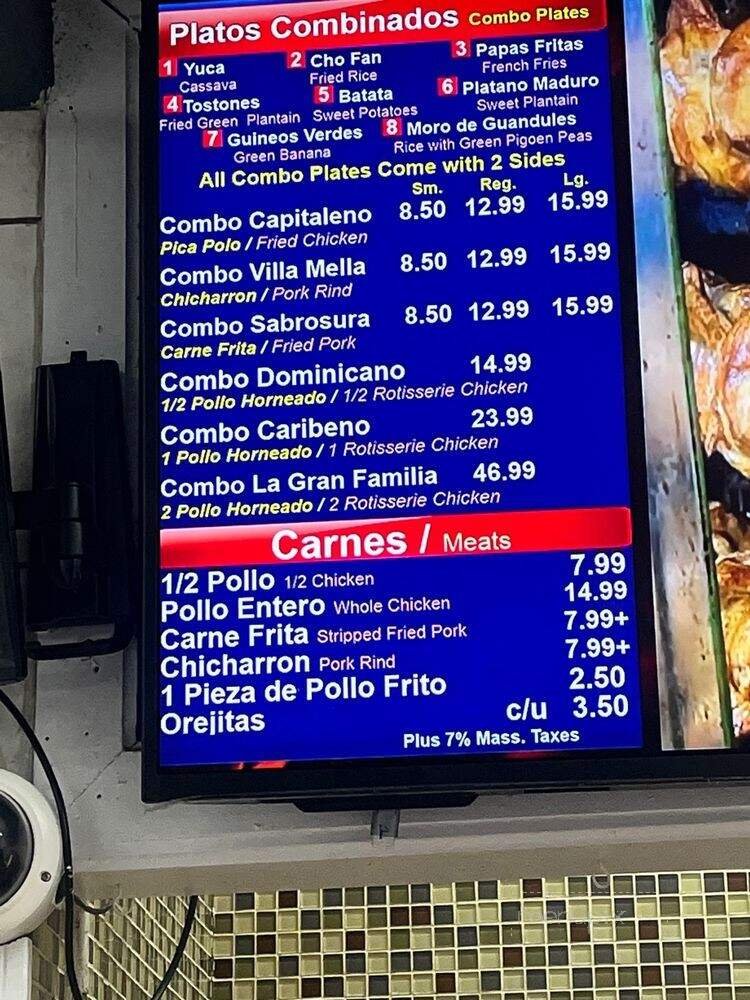 Platos Combinados Combo Plates
1 Yuca 2 Cho Fan 3 Papas Fritas
Cassava Fried Rice French Fries
4 Tostones 5 Batata 6 Platano Maduro
Fried Green Plantain Sweet Potatoes Sweet Plantain
7 Guineos Verdes 8 Moro de Guandules
Green Banana Rice with Green Pigoen Peas
All Combo Plates Come with 2 Sides
Sm. Reg. Lg.
Combo Capitaleno 8.50 12.99 15.99
Pica Polo / Fried Chicken
Combo Villa Mella 8.50 12.99 15.99
Chicharron / Pork Rind
Combo Sabrosura 8.50 12.99 15.99
Carne Frita / Fried Pork
Combo Dominicano 14.99
1/2 Pollo Horneado / 1/2 Rotisserie Chicken
Combo Caribeno 23.99
1 Pollo Horneado / 1 Rotisserie Chicken
Combo La Gran Familia 46.99
2 Pollo Horneado / 2 Rotisserie Chicken
Carnes / Meats
1/2 Pollo 1/2 Chicken 7.99
Pollo Entero Whole Chicken 14.99
Carne Frita Stripped Fried Pork 7.99+
Chicharron Pork Rind 7.99+
1 Pieza de Pollo Frito 2.50
Orejitas c/u 3.50
Plus 7% Mass. Taxes